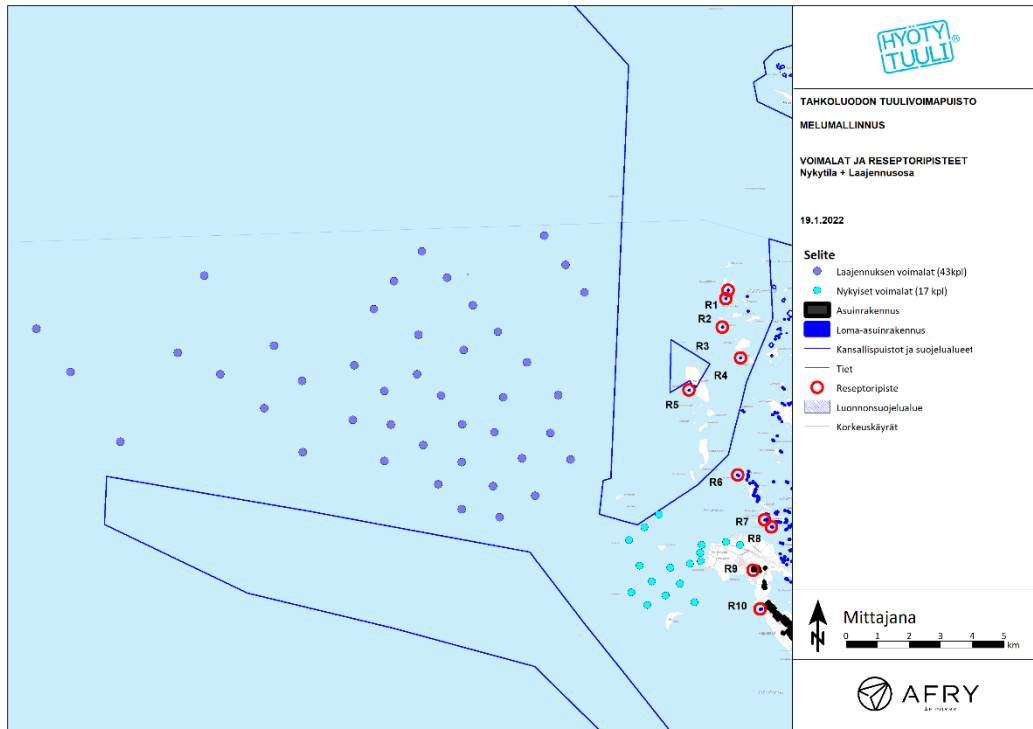 HYÖTY
TUULI®
TAHKOLUODON TUULIVOIMAPUISTO
MELUMALLINNUS
VOIMALAT JA RESEPTORIPISTEET
Nykytila + Laajennusosa
19.1.2022
Selite
Laajennuksen voimalat (43kpl)
Nykyiset voimalat (17 kpl)
Asuinrakennus
Loma-asuinrakennus
Kansallispuistot ja suojelualueet
Tiet
Reseptoripiste
Luonnonsuojelualue
Korkeuskäyrät
R1
R2
R3
R4
R5
R6
R7
R8
R9
R10
N
Mittajana
0 1 2 3 4 5
km
AFRY
ÅF PÖYRY